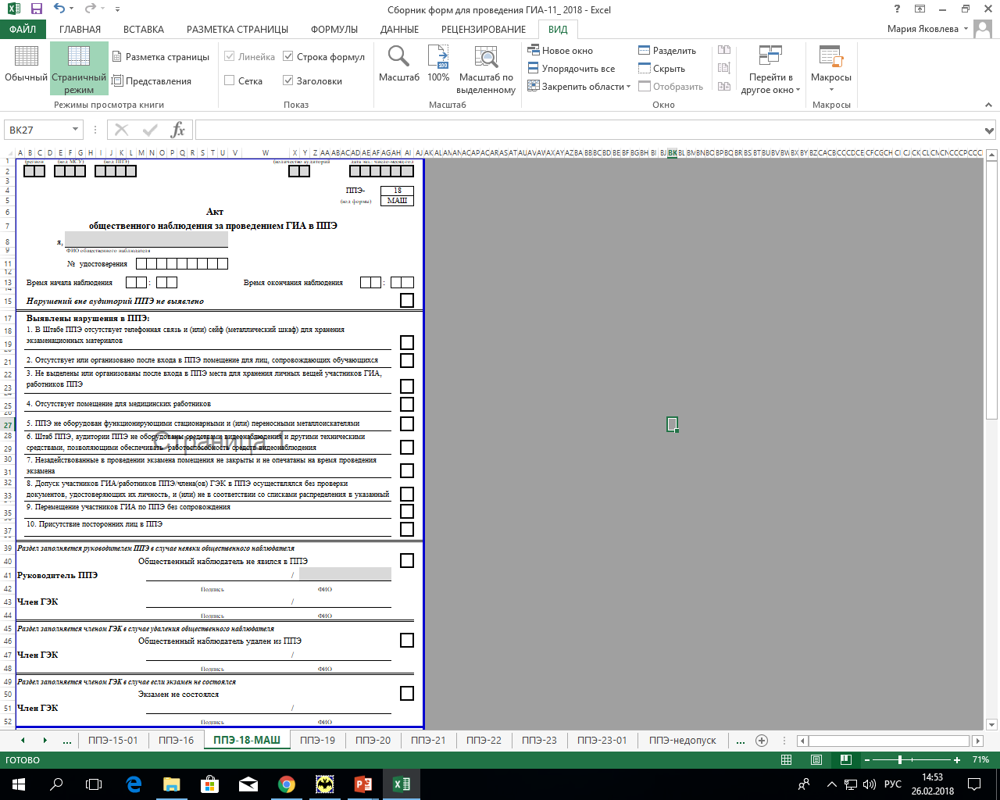 Сборник форм для проведения ГИА-11_ 2018 - Excel
ФАЙЛ ГЛАВНАЯ ВСТАВКА РАЗМЕТКА СТРАНИЦЫ ФОРМУЛЫ ДАННЫЕ РЕЦЕНЗИРОВАНИЕ ВИД Мария Яковлева
Обычный Страничный режим Разметка страницы Представления
Режимы просмотра книги
Линейка Строка формул
Сетка Заголовки
Показ
Масштаб 100% Масштаб по выделенному
Масштаб
Новое окно Разделить
Упорядочить все Скрыть
Закрепить области Отобразить
Перейти в другое окно
Окно
Макросы
Макросы
BK27
(регион (код МСУ) (код ППЭ) (количество аудиторий дата экз.: число-месяц-год
ППЭ- 18
(код формы) МАШ
Акт
общественного наблюдения за проведением ГИА в ППЭ
я,
ФИО общественного наблюдателя
№ удостоверения
Время начала наблюдения : Время окончания наблюдения :
Нарушений вне аудиторий ППЭ не выявлено
Выявлены нарушения в ППЭ:
1. В Штабе ППЭ отсутствует телефонная связь и (или) сейф (металлический шкаф) для хранения
экзаменационных материалов
2. Отсутствует или организовано после входа в ППЭ помещение для лиц, сопровождающих обучающихся
3. Не выделены или организованы после входа в ППЭ места для хранения личных вещей участников ГИА,
работников ППЭ
4. Отсутствует помещение для медицинских работников
5. ППЭ не оборудован функционирующими стационарными и (или) переносными металлоискателями
6. Штаб ППЭ, аудитории ППЭ не оборудованы средствами видеонаблюдения и другими техническими
средствами, позволяющими обеспечивать работоспособность средств видеонаблюдения
Страница 1
7. Незадействованные в проведении экзамена помещения не закрыты и не опечатаны на время проведения
экзамена
8. Допуск участников ГИА/работников ППЭ/члена(ов) ГЭК в ППЭ осуществлялся без проверки
документов, удостоверяющих их личность, и (или) не в соответствии со списками распределения в указанный
9. Перемещение участников ГИА по ППЭ без сопровождения
10. Присутствие посторонних лиц в ППЭ
Раздел заполняется руководителем ППЭ в случае неявки общественного наблюдателя
Общественный наблюдатель не явился в ППЭ
Руководитель ППЭ /
Подпись ФИО
Член ГЭК /
Подпись ФИО
Раздел заполняется членом ГЭК в случае удаления общественного наблюдателя
Общественный наблюдатель удален из ППЭ
Член ГЭК /
Подпись ФИО
Раздел заполняется членом ГЭК в случае если экзамен не состоялся
Экзамен не состоялся
Член ГЭК /
Подпись ФИО
... ППЭ-15-01 ППЭ-16 ППЭ-18-МАШ ППЭ-19 ППЭ-20 ППЭ-21 ППЭ-22 ППЭ-23 ППЭ-23-01 ППЭ-недопуск ...
ГОТОВО 71%
РУС 14:53
26.02.2018